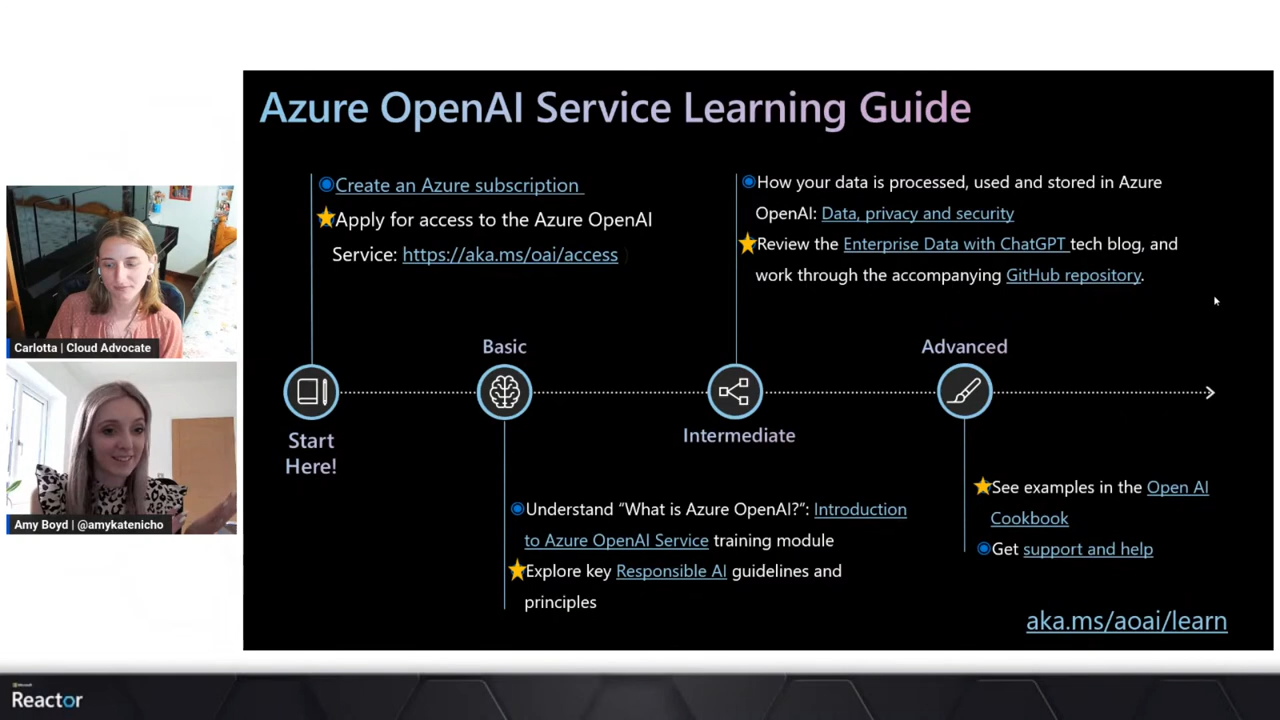 Azure OpenAI Service Learning Guide
Create an Azure subscription
Apply for access to the Azure OpenAI
Service: https://aka.ms/oai/access
How your data is processed, used and stored in Azure
OpenAI: Data, privacy and security
Review the Enterprise Data with ChatGPT tech blog, and
work through the accompanying GitHub repository.
Carlotta | Cloud Advocate
Basic
Advanced
Start
Here!
Intermediate
Understand “What is Azure OpenAI?”: Introduction
to Azure OpenAI Service training module
Explore key Responsible AI guidelines and
principles
See examples in the Open AI
Cookbook
Get support and help
Amy Boyd | @amykatenicho
aka.ms/aoai/learn
Microsoft
Reactor